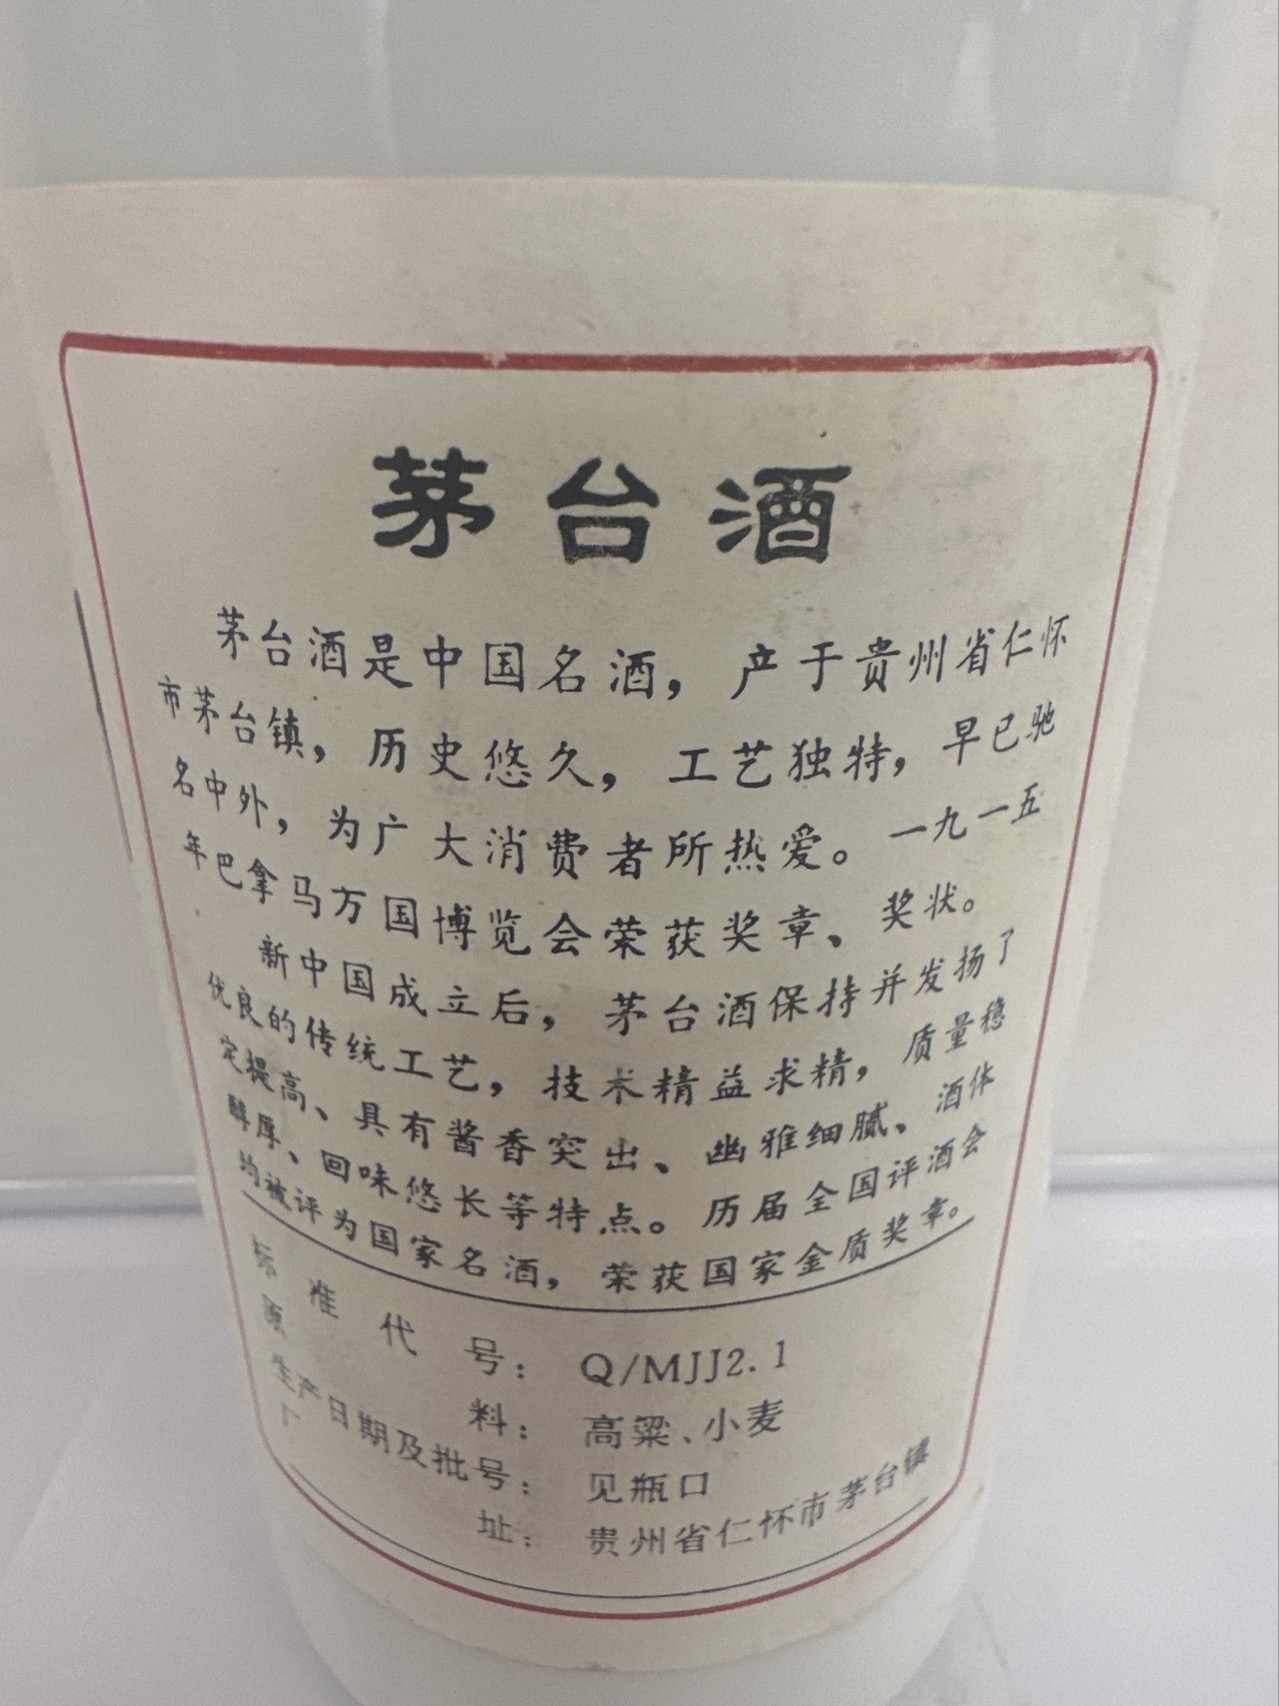 茅台酒
茅台酒是中国名酒，产于贵州省仁怀
市茅台镇，历史悠久，工艺独特，早已驰
名中外，为广大消费者所热爱。一九一五
年巴拿马万国博览会荣获奖章、奖状。
新中国成立后，茅台酒保持并发扬了
优良的传统工艺，技术精益求精，质量稳
定提高、具有酱香突出、幽雅细腻、酒体
醇厚、回味悠长等特点。历届全国评酒会
均被评为国家名酒，荣获国家金质奖章。
标准代号：Q/MJJ2.1
原料：高粱、小麦
生产日期及批号：见瓶口
厂址：贵州省仁怀市茅台镇